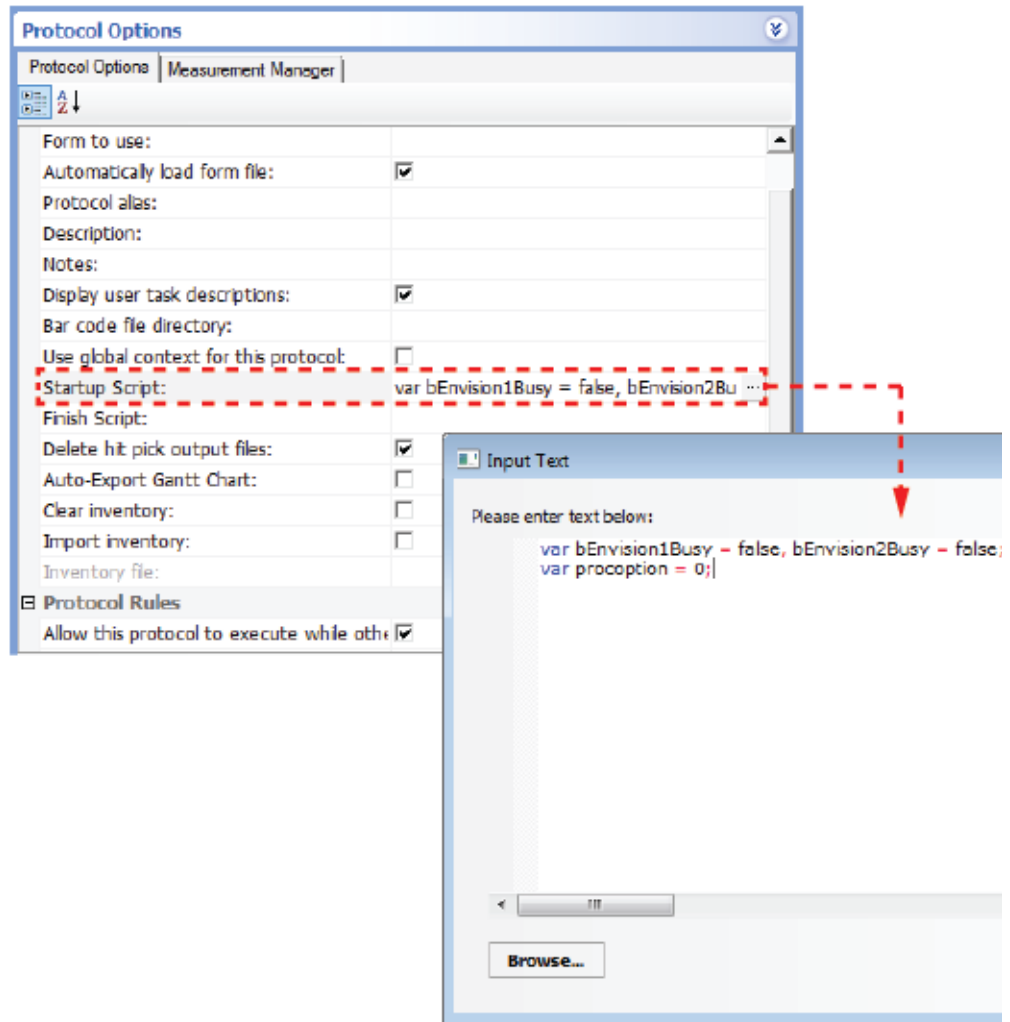 Protocol Options
Protocol Options Measurement Manager
A
Z
Form to use:
Automatically load form file:
Protocol alias:
Description:
Notes:
Display user task descriptions:
Bar code file directory:
Use global context for this protocol:
Startup Script: var bEnvision1Busy = false, bEnvision2Bu ...
Finish Script:
Delete hit pick output files:
Auto-Export Gantt Chart:
Clear inventory:
Import inventory:
Inventory file:
Protocol Rules
Allow this protocol to execute while othe
Input Text
Please enter text below:
var bEnvision1Busy = false, bEnvision2Busy = false;
var procoption = 0;
Browse...